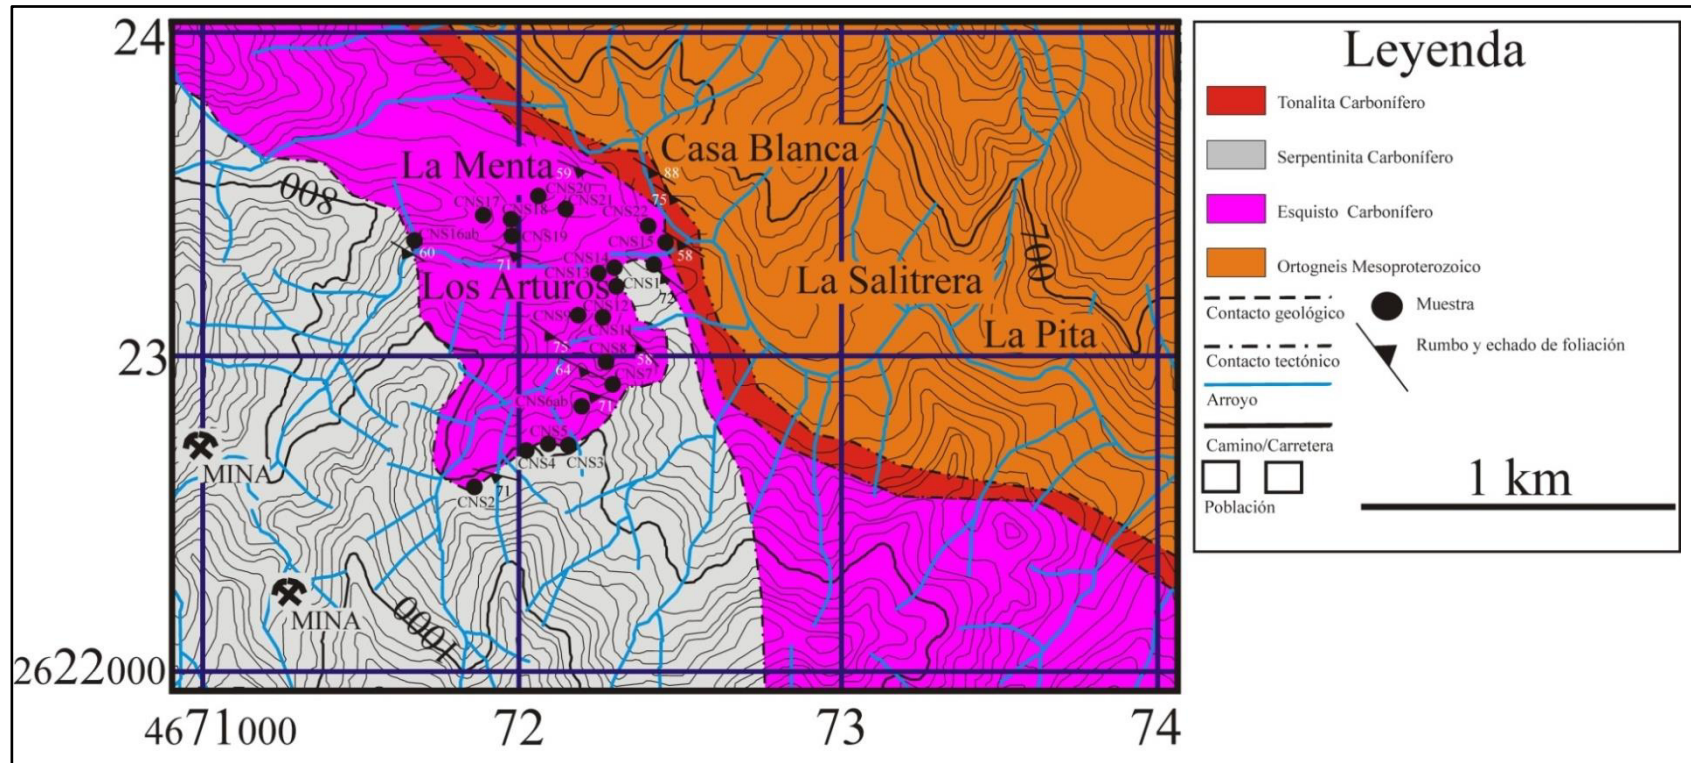 24
23
2622000
4671000
72
73
74
La Menta
Casa Blanca
Los Arturos
La Salitrera
La Pita
800
700
1000
MINA
MINA
59
88
75
CNS20
CNS17
CNS18
CNS21
CNS22
CNS16ab
CNS19
CNS15
60
71
CNS14
58
CNS13
CNS1
72
CNS12
CNS9
CNS11
75
CNS8
58
64
CNS7
CNS6ab
71
CNS5
CNS4
CNS3
71
CNS2
Leyenda
Tonalita Carbonífero
Serpentinita Carbonífero
Esquisto Carbonífero
Ortogneis Mesoproterozoico
Contacto geológico
Muestra
Contacto tectónico
Rumbo y echado de foliación
Arroyo
Camino/Carretera
Población
1 km